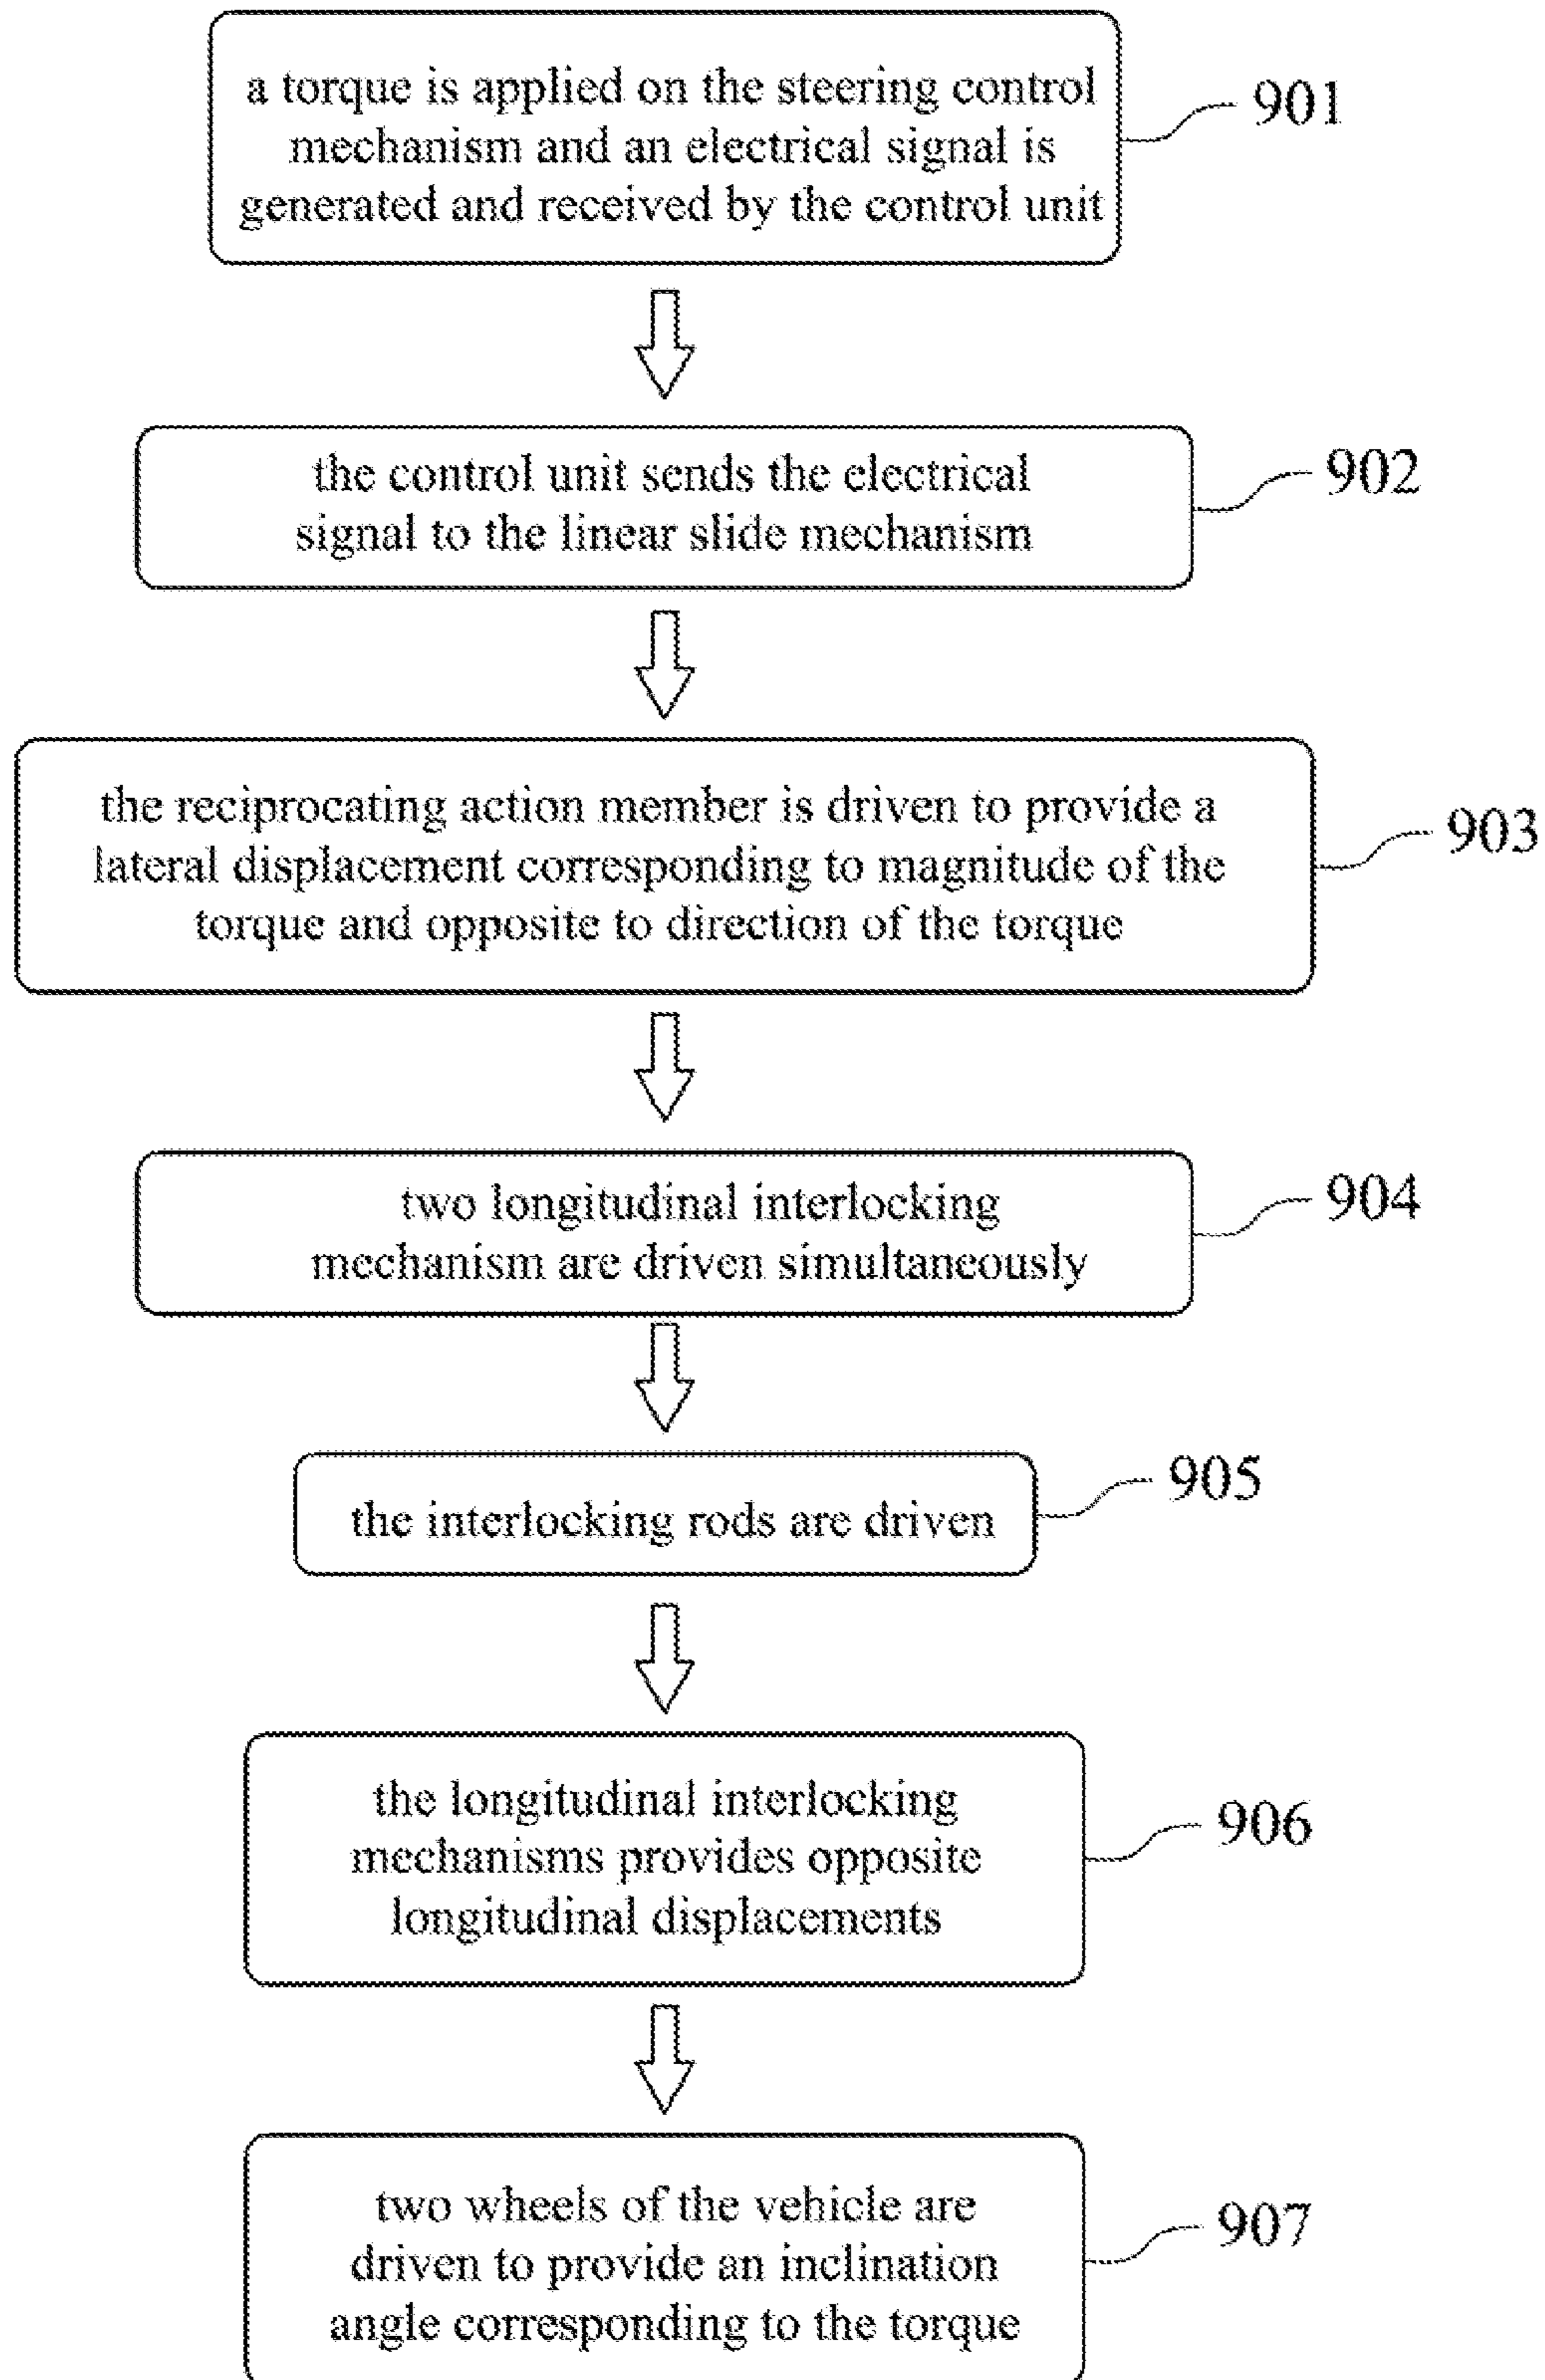 a torque is applied on the steering control
mechanism and an electrical signal is
generated and received by the control unit
901
the control unit sends the electrical
signal to the linear slide mechanism
902
the reciprocating action member is driven to provide a
lateral displacement corresponding to magnitude of the
torque and opposite to direction of the torque
903
two longitudinal interlocking
mechanism are driven simultaneously
904
the interlocking rods are driven
905
the longitudinal interlocking
mechanisms provides opposite
longitudinal displacements
906
two wheels of the vehicle are
driven to provide an inclination
angle corresponding to the torque
907